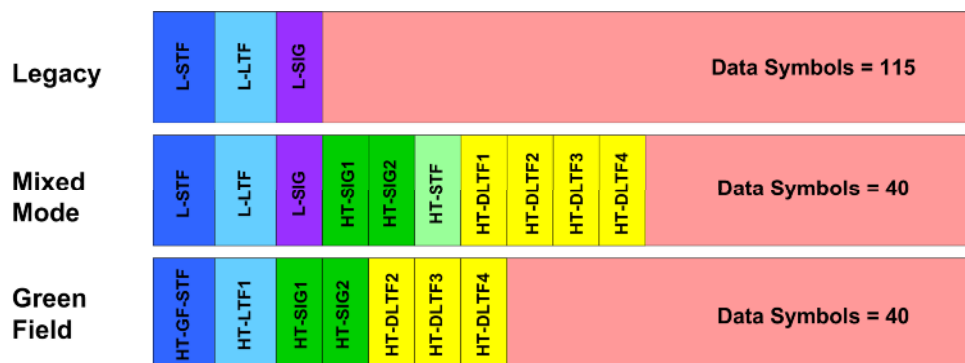 Legacy
L-STF
L-LTF
L-SIG
Data Symbols = 115
Mixed
Mode
L-STF
L-LTF
L-SIG
HT-SIG1
HT-SIG2
HT-STF
HT-DLTF1
HT-DLTF2
HT-DLTF3
HT-DLTF4
Data Symbols = 40
Green
Field
HT-GF-STF
HT-LTF1
HT-SIG1
HT-SIG2
HT-DLTF2
HT-DLTF3
HT-DLTF4
Data Symbols = 40